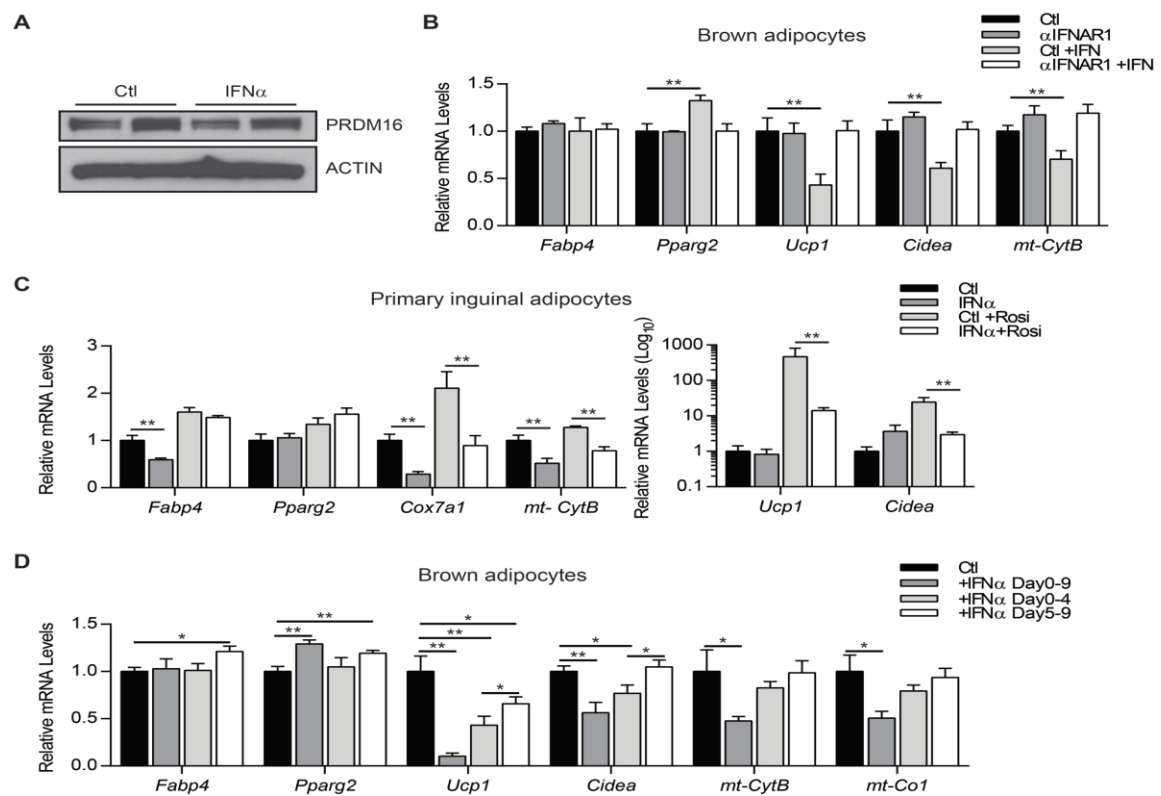 A
Ctl IFNα
PRDM16
ACTIN
B
Brown adipocytes
Ctl
αIFNAR1
Ctl +IFN
αIFNAR1 +IFN
Relative mRNA Levels
1.5
1.0
0.5
0.0
** ** ** **
Fabp4 Pparg2 Ucp1 Cidea mt-CytB
C
Primary inguinal adipocytes
Ctl
IFNα
Ctl +Rosi
IFNα+Rosi
Relative mRNA Levels
3
2
1
0
** ** ** ** **
Fabp4 Pparg2 Cox7a1 mt- CytB
Relative mRNA Levels (Log10)
1000
100
10
1
0.1
** **
Ucp1 Cidea
D
Brown adipocytes
Ctl
+IFNα Day0-9
+IFNα Day0-4
+IFNα Day5-9
Relative mRNA Levels
1.5
1.0
0.5
0.0
* ** ** * ** ** * * ** * * *
Fabp4 Pparg2 Ucp1 Cidea mt-CytB mt-Co1